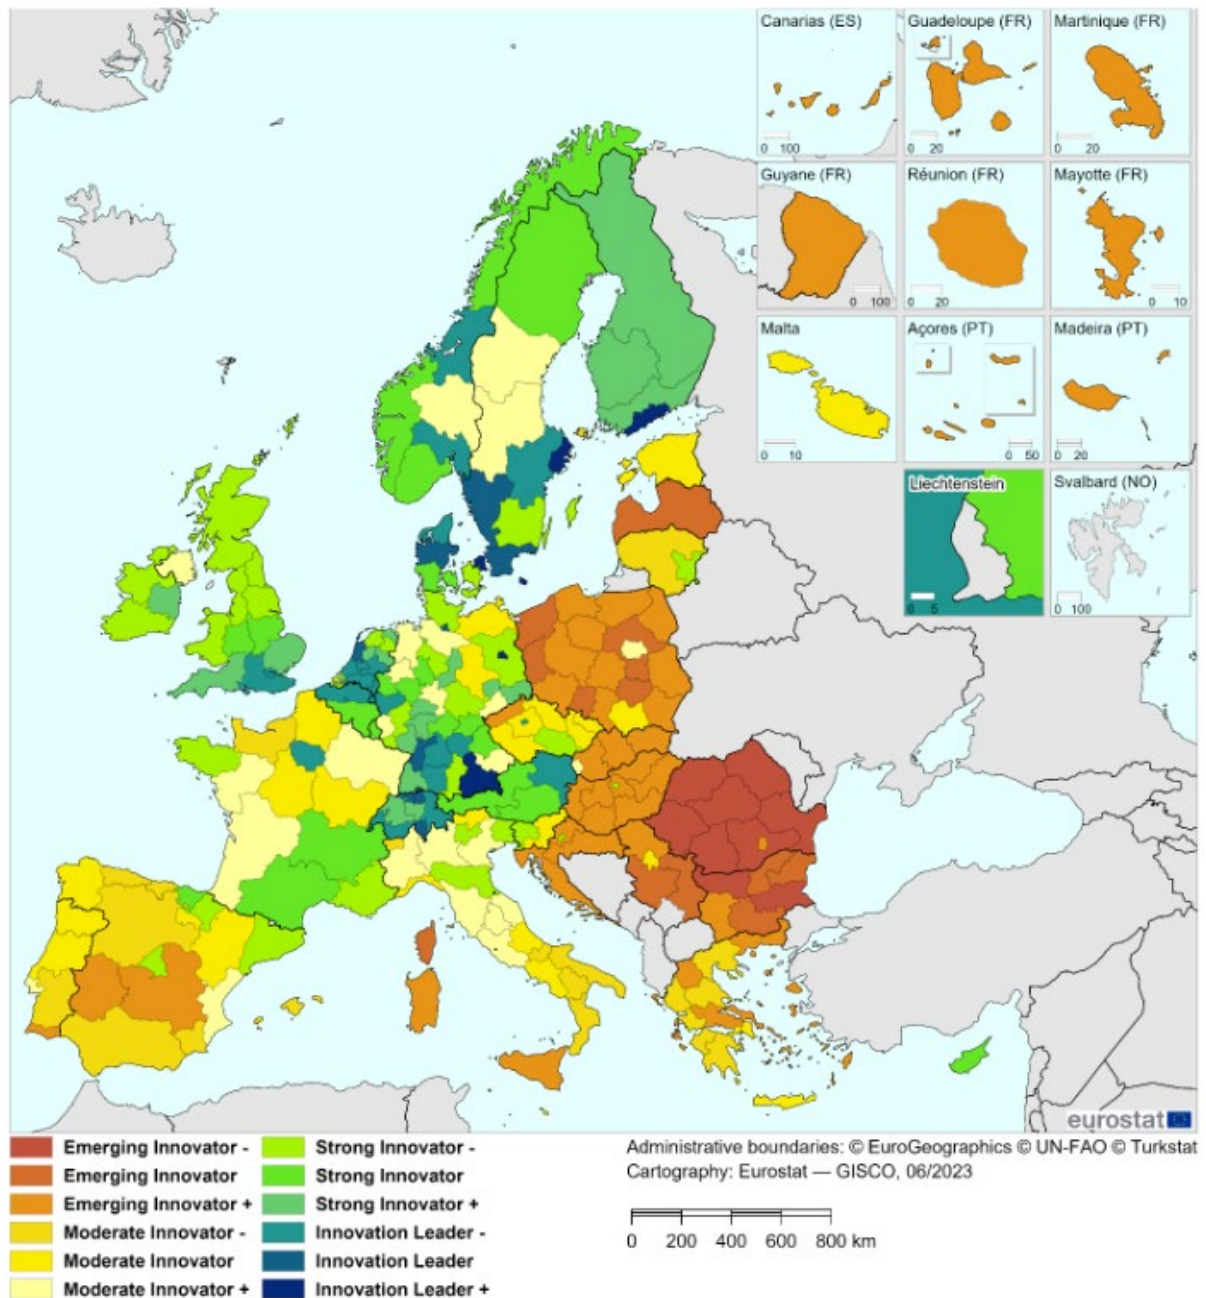 Canarias (ES)
0 100
Guadeloupe (FR)
0 20
Martinique (FR)
0 20
Guyane (FR)
0 100
Réunion (FR)
0 20
Mayotte (FR)
0 10
Malta
0 10
Açores (PT)
0 50
Madeira (PT)
0 20
Liechtenstein
0 5
Svalbard (NO)
0 100
eurostat
Emerging Innovator -
Emerging Innovator
Emerging Innovator +
Moderate Innovator -
Moderate Innovator
Moderate Innovator +
Strong Innovator -
Strong Innovator
Strong Innovator +
Innovation Leader -
Innovation Leader
Innovation Leader +
Administrative boundaries: © EuroGeographics © UN-FAO © Turkstat
Cartography: Eurostat — GISCO, 06/2023
0 200 400 600 800 km